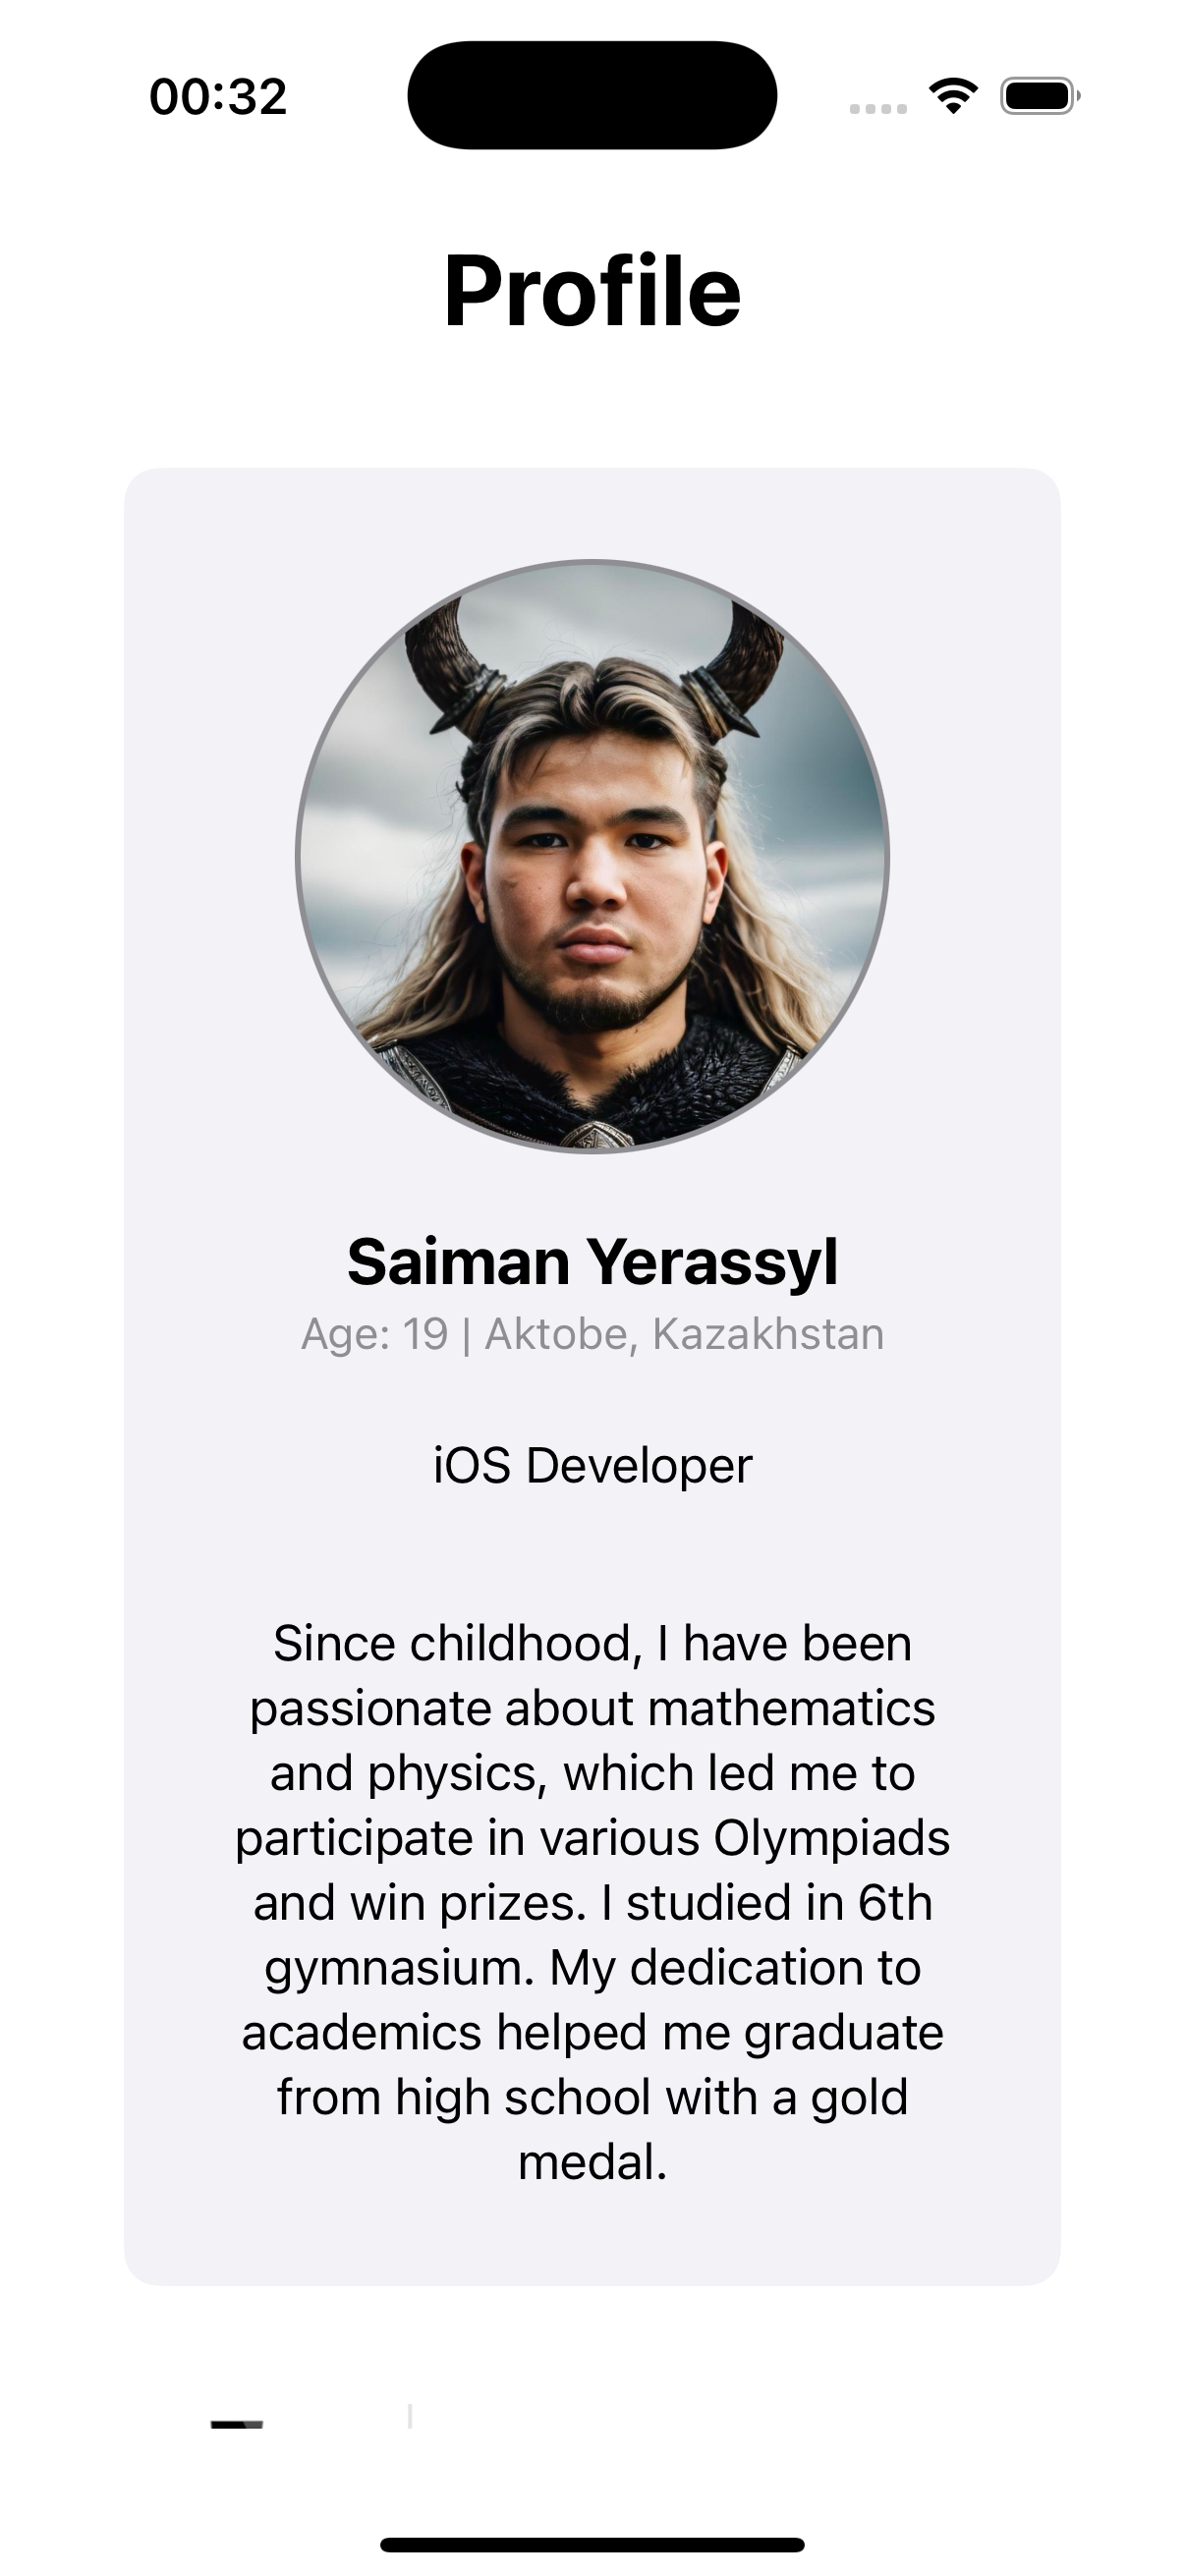 00:32
Profile
Saiman Yerassyl
Age: 19 | Aktobe, Kazakhstan
iOS Developer
Since childhood, I have been
passionate about mathematics
and physics, which led me to
participate in various Olympiads
and win prizes. I studied in 6th
gymnasium. My dedication to
academics helped me graduate
from high school with a gold
medal.